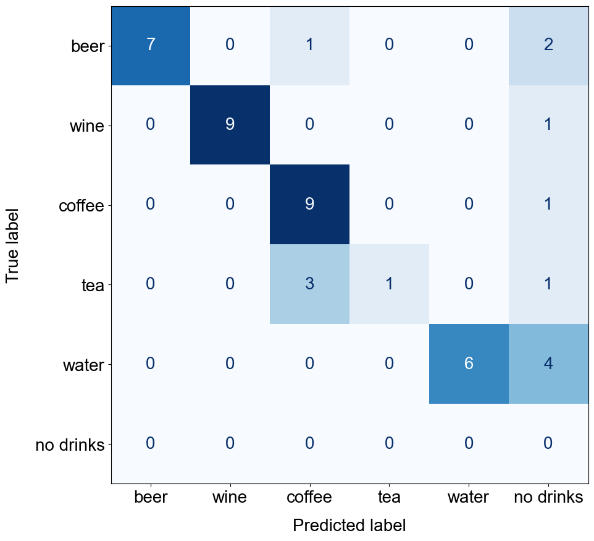 beer 7 0 1 0 0 2
wine 0 9 0 0 0 1
coffee 0 0 9 0 0 1
tea 0 0 3 1 0 1
water 0 0 0 0 6 4
no drinks 0 0 0 0 0 0
beer wine coffee tea water no drinks
Predicted label
True label